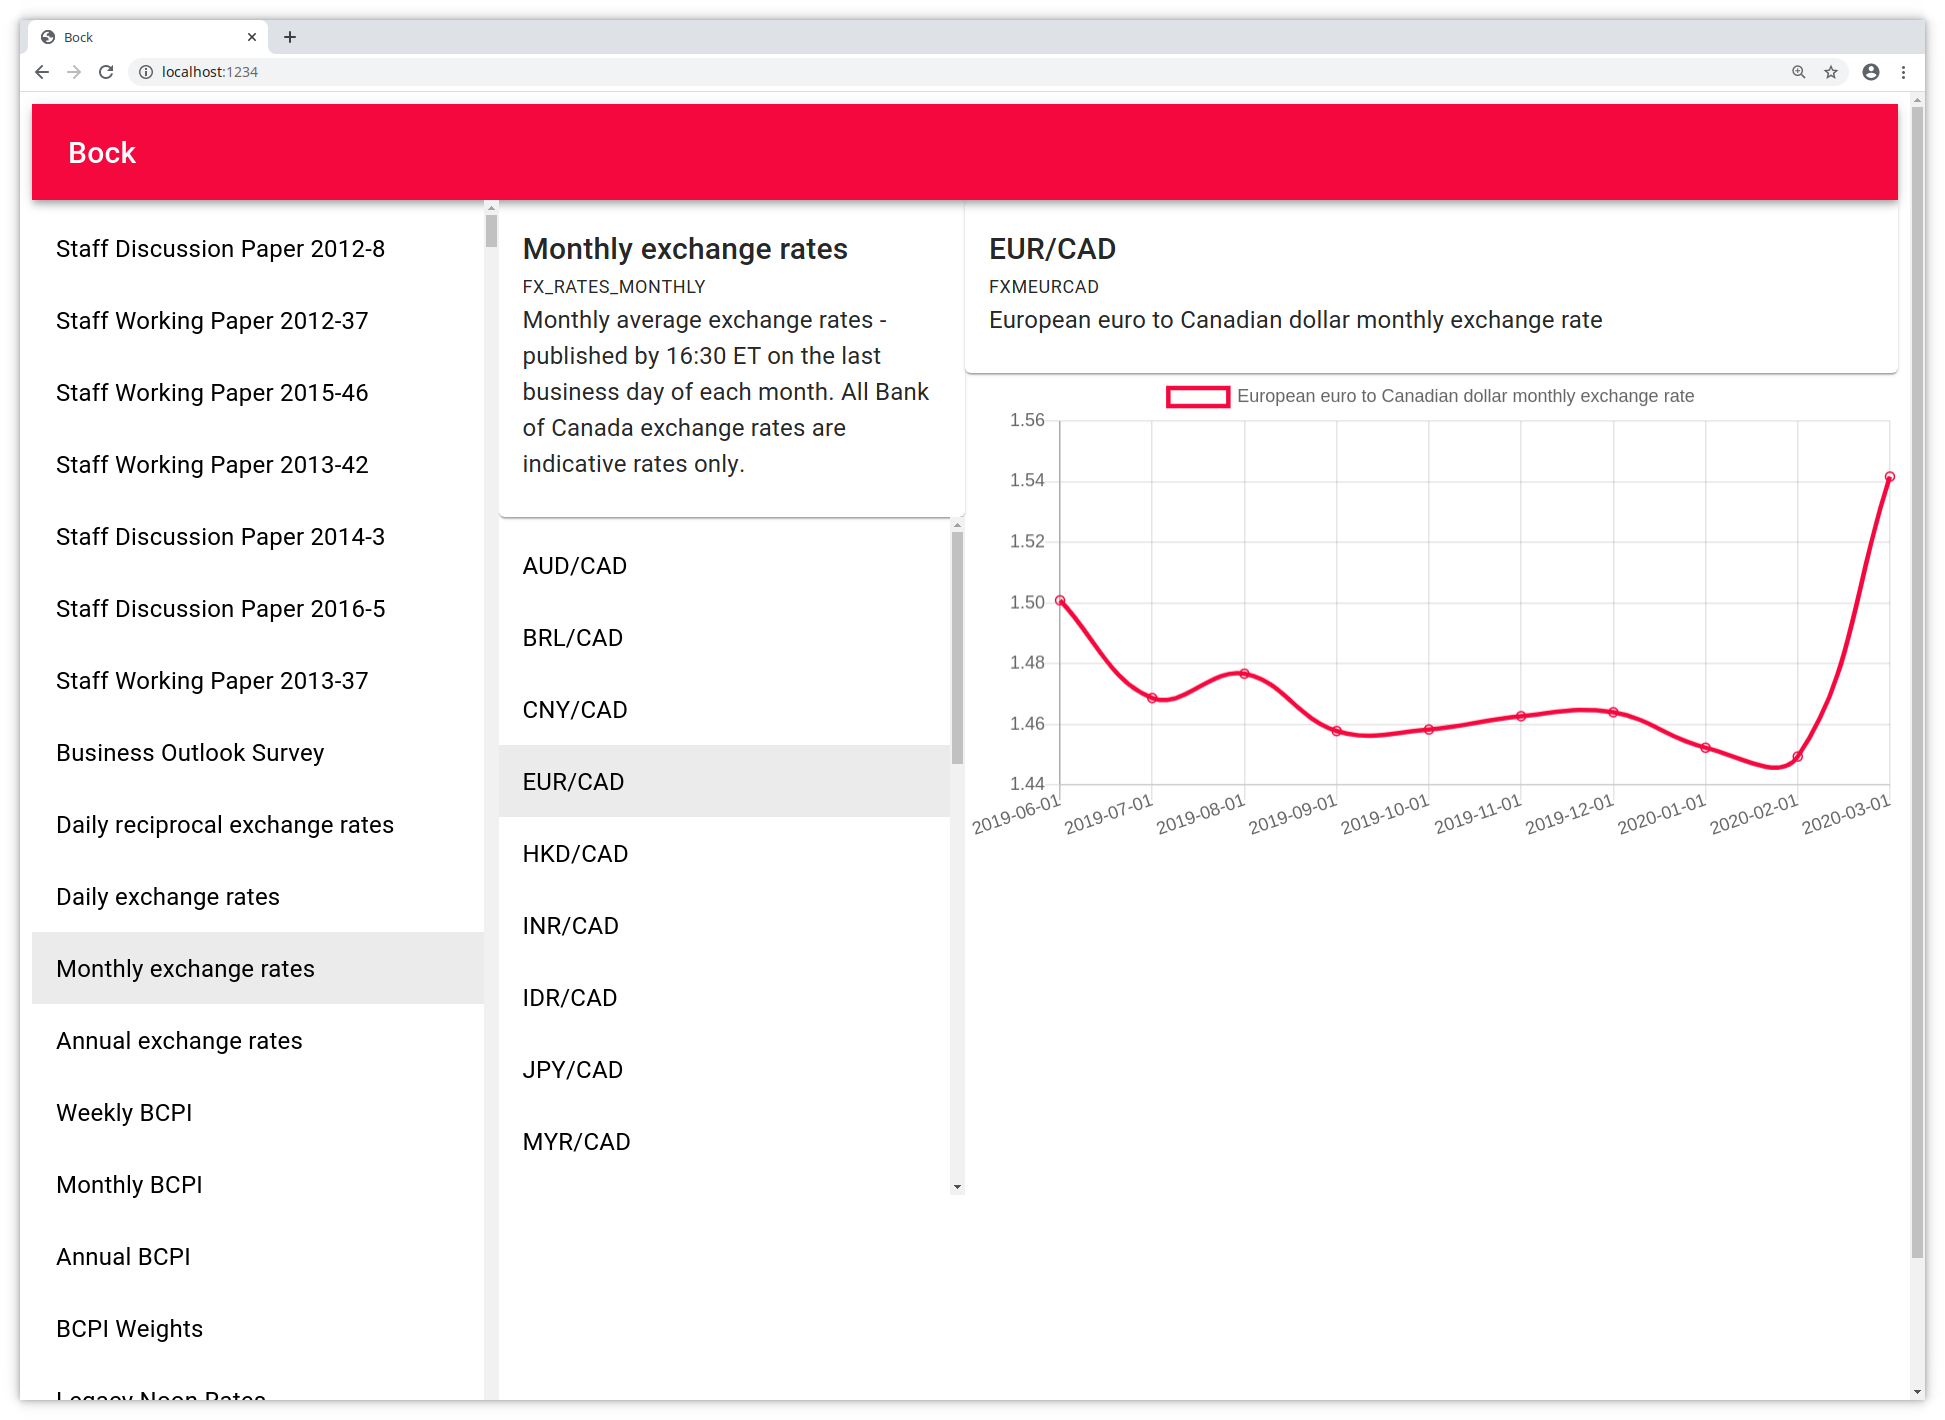 Bock
localhost:1234
Bock
Staff Discussion Paper 2012-8
Staff Working Paper 2012-37
Staff Working Paper 2015-46
Staff Working Paper 2013-42
Staff Discussion Paper 2014-3
Staff Discussion Paper 2016-5
Staff Working Paper 2013-37
Business Outlook Survey
Daily reciprocal exchange rates
Daily exchange rates
Monthly exchange rates
Annual exchange rates
Weekly BCPI
Monthly BCPI
Annual BCPI
BCPI Weights
Legacy Noon Rates
Monthly exchange rates
FX_RATES_MONTHLY
Monthly average exchange rates -
published by 16:30 ET on the last
business day of each month. All Bank
of Canada exchange rates are
indicative rates only.
AUD/CAD
BRL/CAD
CNY/CAD
EUR/CAD
HKD/CAD
INR/CAD
IDR/CAD
JPY/CAD
MYR/CAD
EUR/CAD
FXMEURCAD
European euro to Canadian dollar monthly exchange rate
European euro to Canadian dollar monthly exchange rate
1.56
1.54
1.52
1.50
1.48
1.46
1.44
2019-06-01
2019-07-01
2019-08-01
2019-09-01
2019-10-01
2019-11-01
2019-12-01
2020-01-01
2020-02-01
2020-03-01